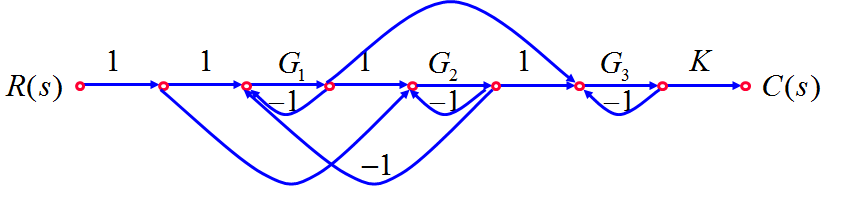 1 1 G₁ 1 G₂ 1 G₃ K
R(s) C(s)
−1 −1 −1
−1